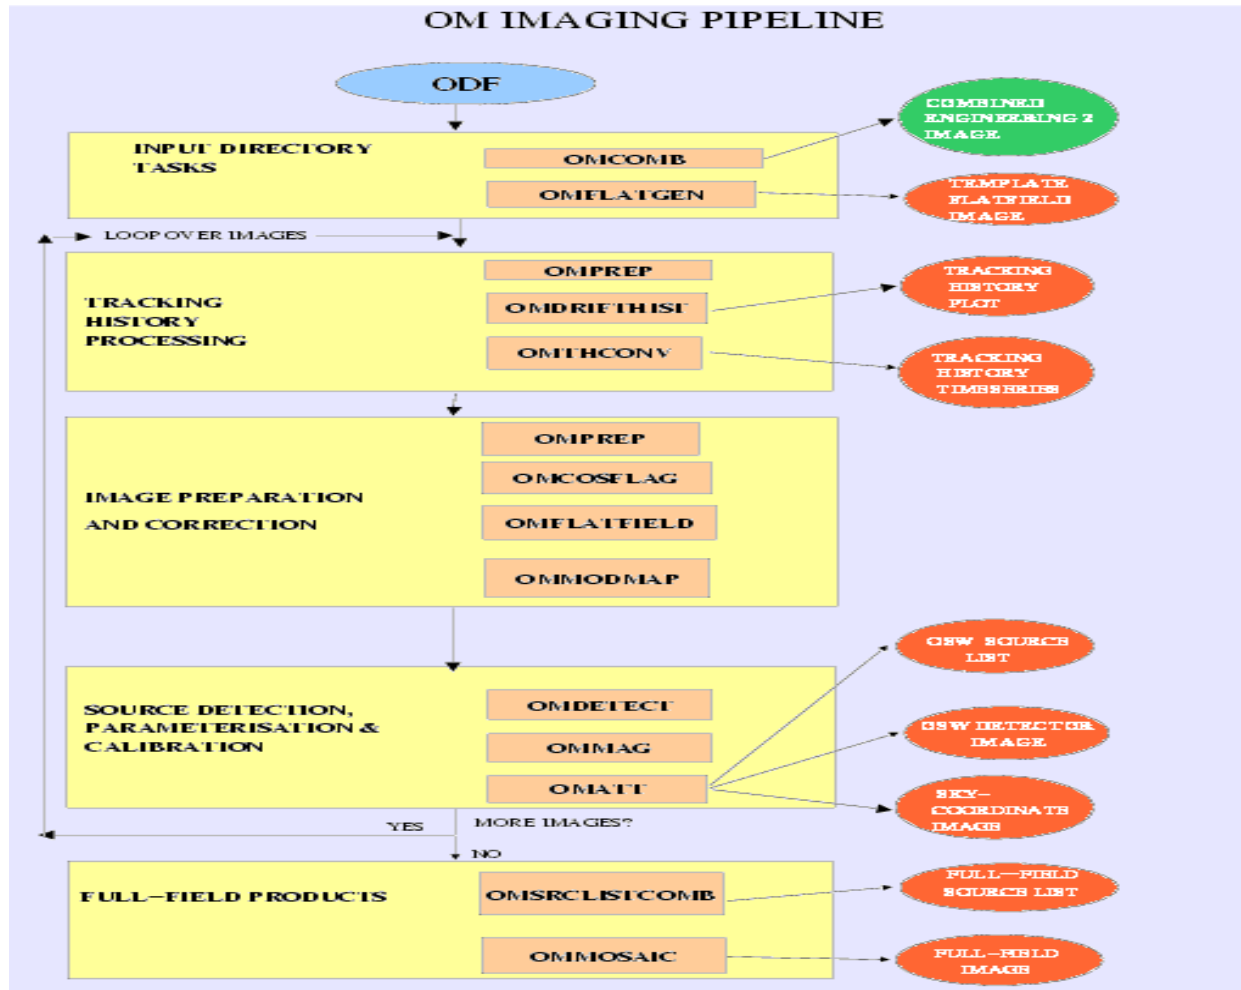 OM IMAGING PIPELINE
ODF
COMBINED
ENGINEERING 2
IMAGE
INPUT DIRECTORY
TASKS
OMCOMB
OMFLATGEN
TEMPLATE
FLATFIELD
IMAGE
LOOP OVER IMAGES
TRACKING
HISTORY
PROCESSING
OMPREP
OMDRIFTHIST
OMTHCONV
TRACKING
HISTORY
PLOT
TRACKING
HISTORY
TIMESERIES
IMAGE PREPARATION
AND CORRECTION
OMPREP
OMCOSFLAG
OMFLATFIELD
OMMODMAP
SOURCE DETECTION,
PARAMETERISATION &
CALIBRATION
OMDETECT
OMMAG
OMATT
OSW SOURCE
LIST
OSW DETECTOR
IMAGE
SKY-
COORDINATE
IMAGE
YES
MORE IMAGES?
NO
FULL-FIELD PRODUCTS
OMSRCLISTCOMB
OMMOSAIC
FULL-FIELD
SOURCE LIST
FULL-FIELD
IMAGE